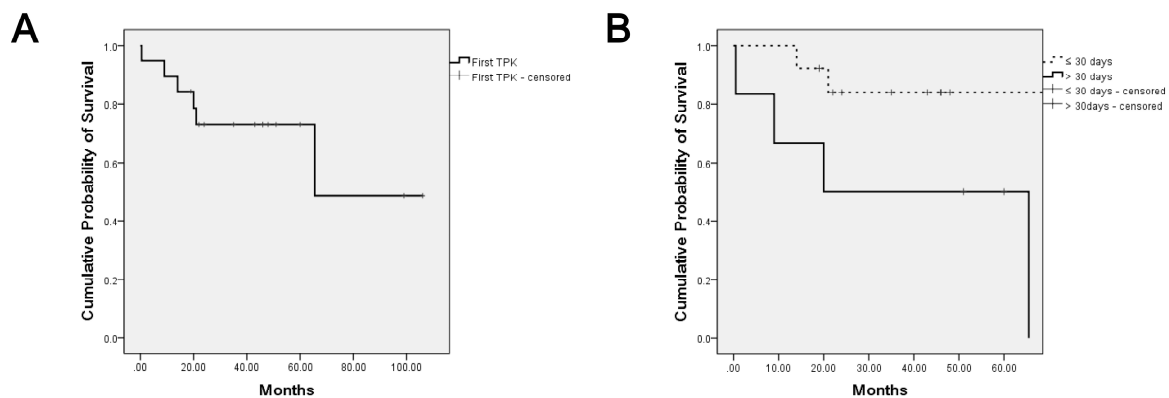 A
Cumulative Probability of Survival
1.0
0.8
0.6
0.4
0.2
0.0
.00 20.00 40.00 60.00 80.00 100.00
Months
First TPK
First TPK - censored
B
Cumulative Probability of Survival
1.0
0.8
0.6
0.4
0.2
0.0
.00 10.00 20.00 30.00 40.00 50.00 60.00
Months
≤ 30 days
> 30 days
≤ 30 days - censored
> 30days - censored